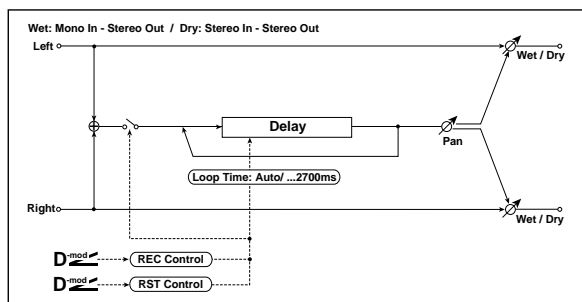 Wet: Mono In - Stereo Out / Dry: Stereo In - Stereo Out
Left
Wet / Dry
Delay
Pan
Loop Time: Auto/ ...2700ms
Right
Wet / Dry
D-mod
REC Control
D-mod
RST Control